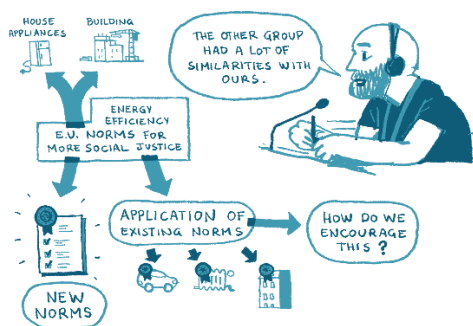 HOUSE
APPLIANCES
BUILDING
THE OTHER GROUP
HAD A LOT OF
SIMILARITIES WITH
OURS.
ENERGY
EFFICIENCY
E.U. NORMS FOR
MORE SOCIAL JUSTICE
APPLICATION OF
EXISTING NORMS
HOW DO WE
ENCOURAGE
THIS?
NEW
NORMS